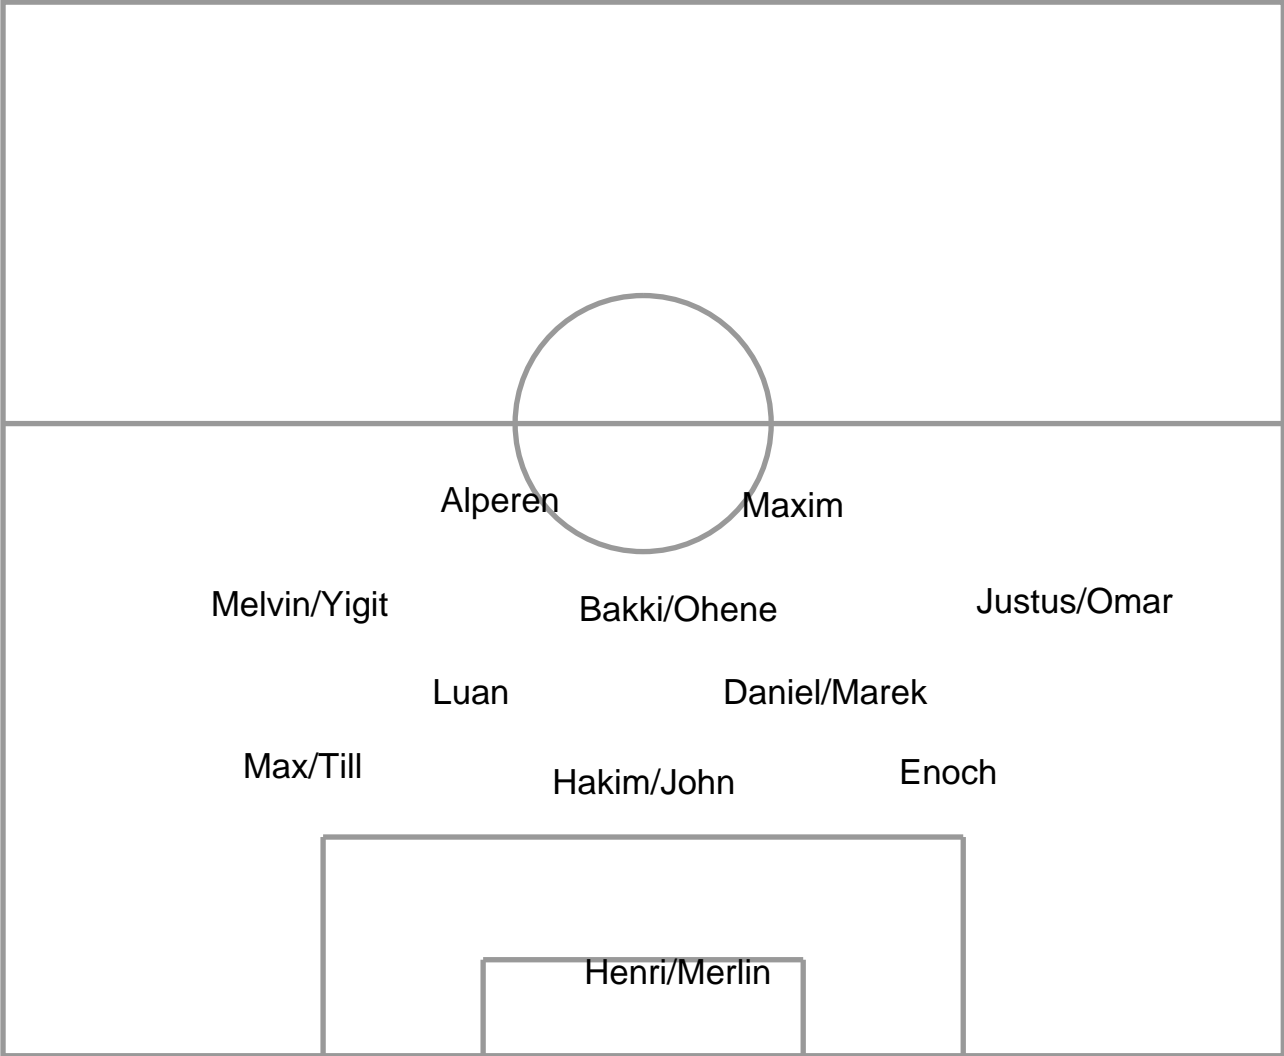 Alperen
Maxim
Melvin/Yigit
Bakki/Ohene
Justus/Omar
Luan
Daniel/Marek
Max/Till
Hakim/John
Enoch
Henri/Merlin